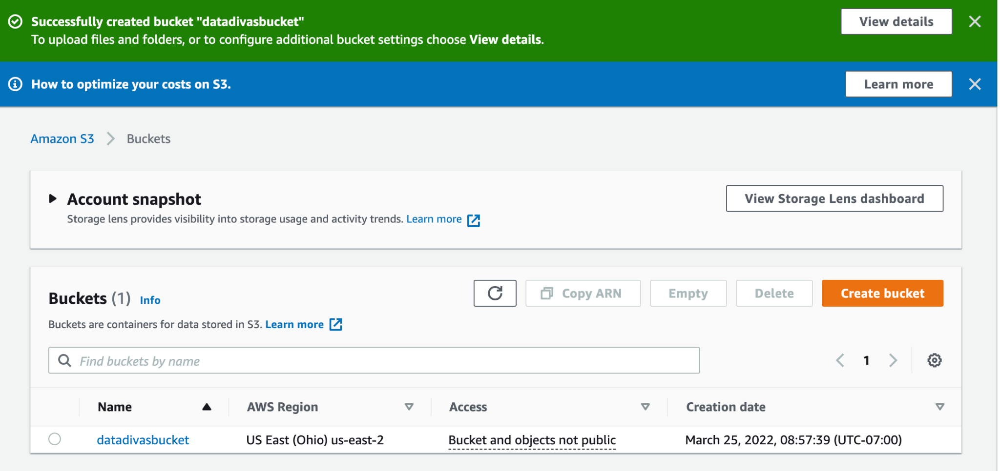 Successfully created bucket "datadivasbucket"
View details
To upload files and folders, or to configure additional bucket settings choose View details.
How to optimize your costs on S3.
Learn more
Amazon S3
Buckets
Account snapshot
View Storage Lens dashboard
Storage lens provides visibility into storage usage and activity trends. Learn more
Buckets (1) Info
Copy ARN
Empty
Delete
Create bucket
Buckets are containers for data stored in S3. Learn more
Find buckets by name
1
Name
AWS Region
Access
Creation date
datadivasbucket
US East (Ohio) us-east-2
Bucket and objects not public
March 25, 2022, 08:57:39 (UTC-07:00)